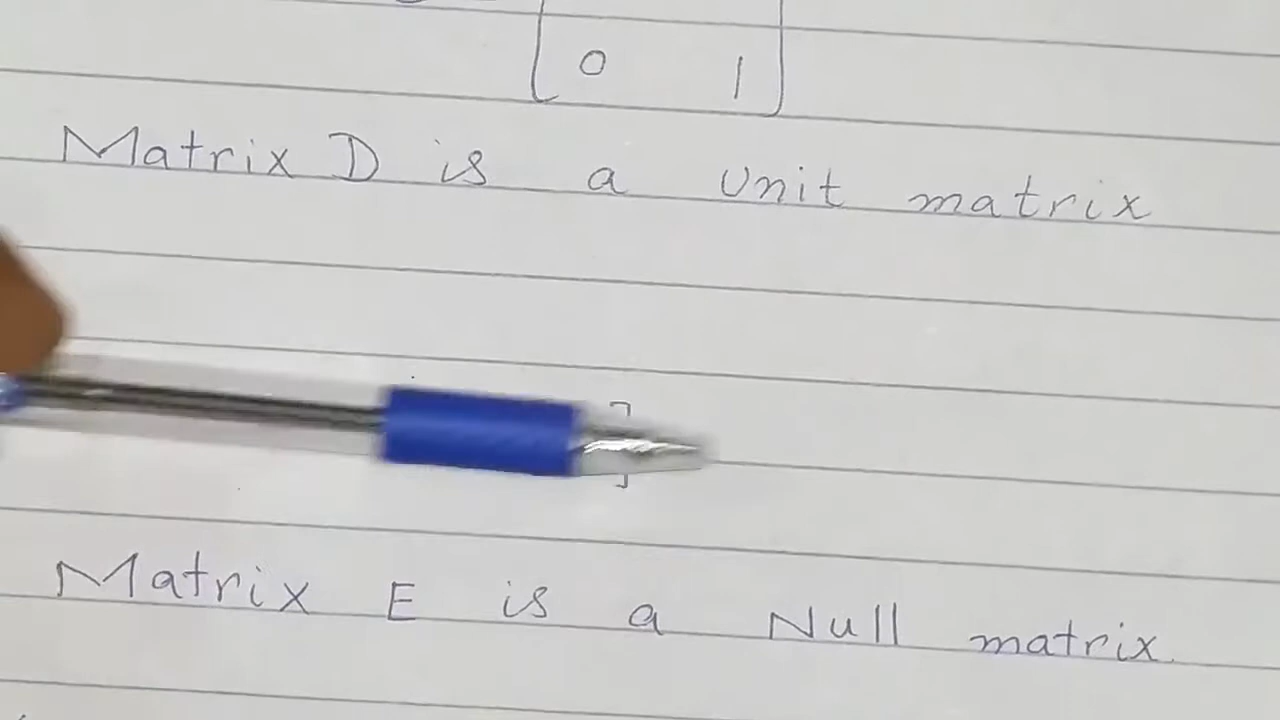 0 1
Matrix D is a unit matrix
]
Matrix E is a Null matrix.